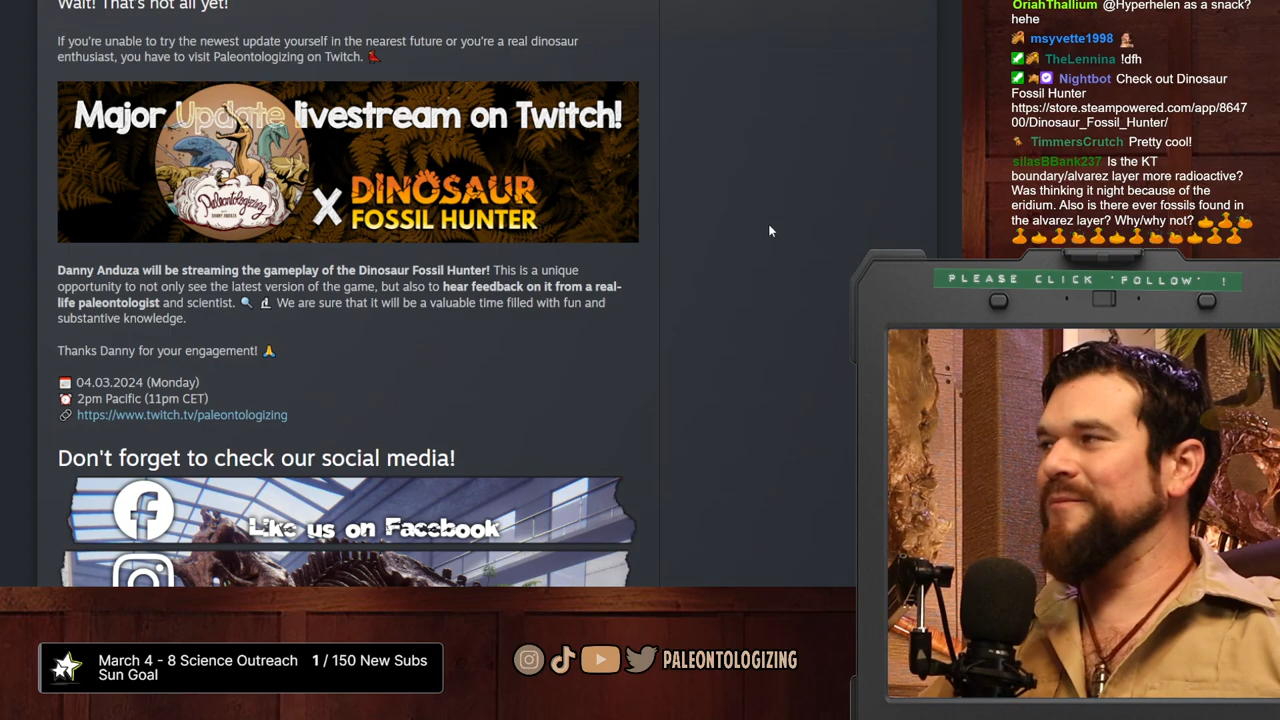 Wait! That's not all yet!
If you're unable to try the newest update yourself in the nearest future or you're a real dinosaur
enthusiast, you have to visit Paleontologizing on Twitch.
Major Update livestream on Twitch!
Paleontologizing
DANNY ANDUZA
X
DINOSAUR
FOSSIL HUNTER
Danny Anduza will be streaming the gameplay of the Dinosaur Fossil Hunter! This is a unique
opportunity to not only see the latest version of the game, but also to hear feedback on it from a real-
life paleontologist and scientist. We are sure that it will be a valuable time filled with fun and
substantive knowledge.
Thanks Danny for your engagement!
04.03.2024 (Monday)
2pm Pacific (11pm CET)
https://www.twitch.tv/paleontologizing
Don't forget to check our social media!
Like us on Facebook
March 4 - 8 Science Outreach 1 / 150 New Subs
Sun Goal
PALEONTOLOGIZING
OriahThallium @Hyperhelen as a snack?
hehe
msyvette1998
TheLennina !dfh
Nightbot Check out Dinosaur
Fossil Hunter
https://store.steampowered.com/app/8647
00/Dinosaur_Fossil_Hunter/
TimmersCrutch Pretty cool!
silasBBank237 Is the KT
boundary/alvarez layer more radioactive?
Was thinking it night because of the
eridium. Also is there ever fossils found in
the alvarez layer? Why/why not?
PLEASE CLICK 'FOLLOW' !